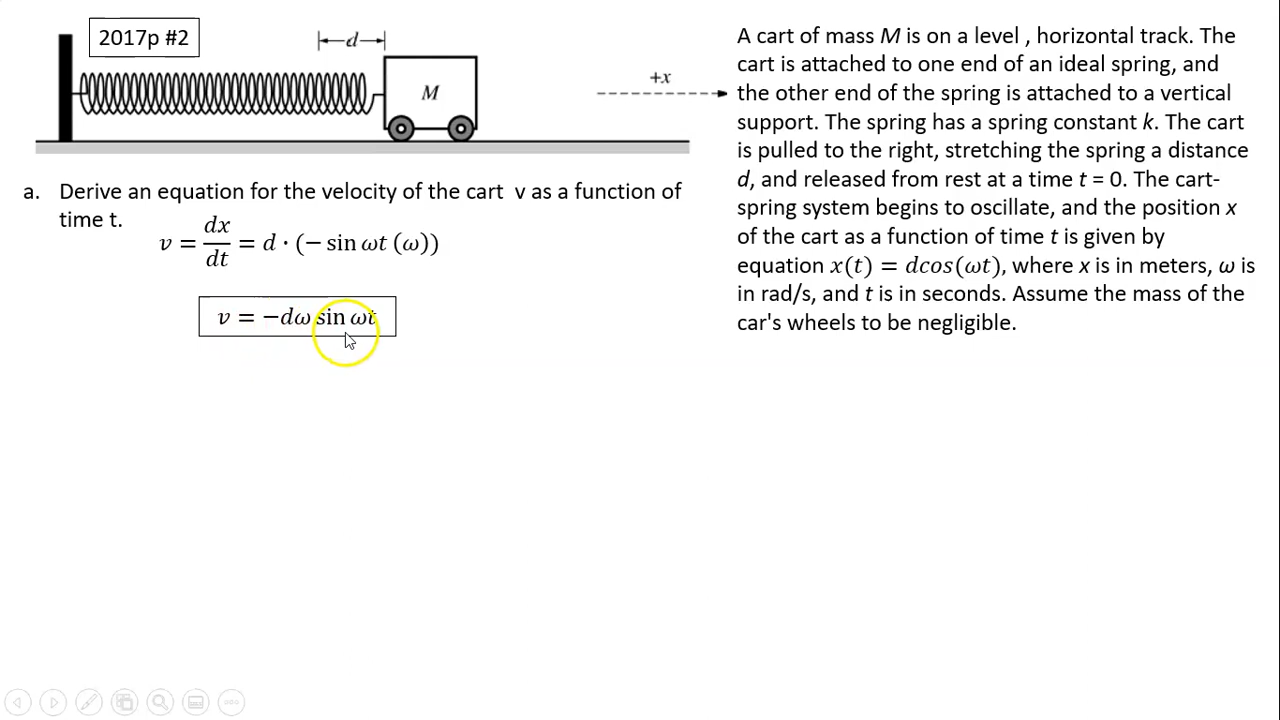 2017p #2
d
M
+x
a. Derive an equation for the velocity of the cart v as a function of
time t.
v = dx/dt = d · (− sin ωt (ω))
v = −dω sin ωt
A cart of mass M is on a level , horizontal track. The
cart is attached to one end of an ideal spring, and
the other end of the spring is attached to a vertical
support. The spring has a spring constant k. The cart
is pulled to the right, stretching the spring a distance
d, and released from rest at a time t = 0. The cart-
spring system begins to oscillate, and the position x
of the cart as a function of time t is given by
equation x(t) = dcos(ωt), where x is in meters, ω is
in rad/s, and t is in seconds. Assume the mass of the
car's wheels to be negligible.